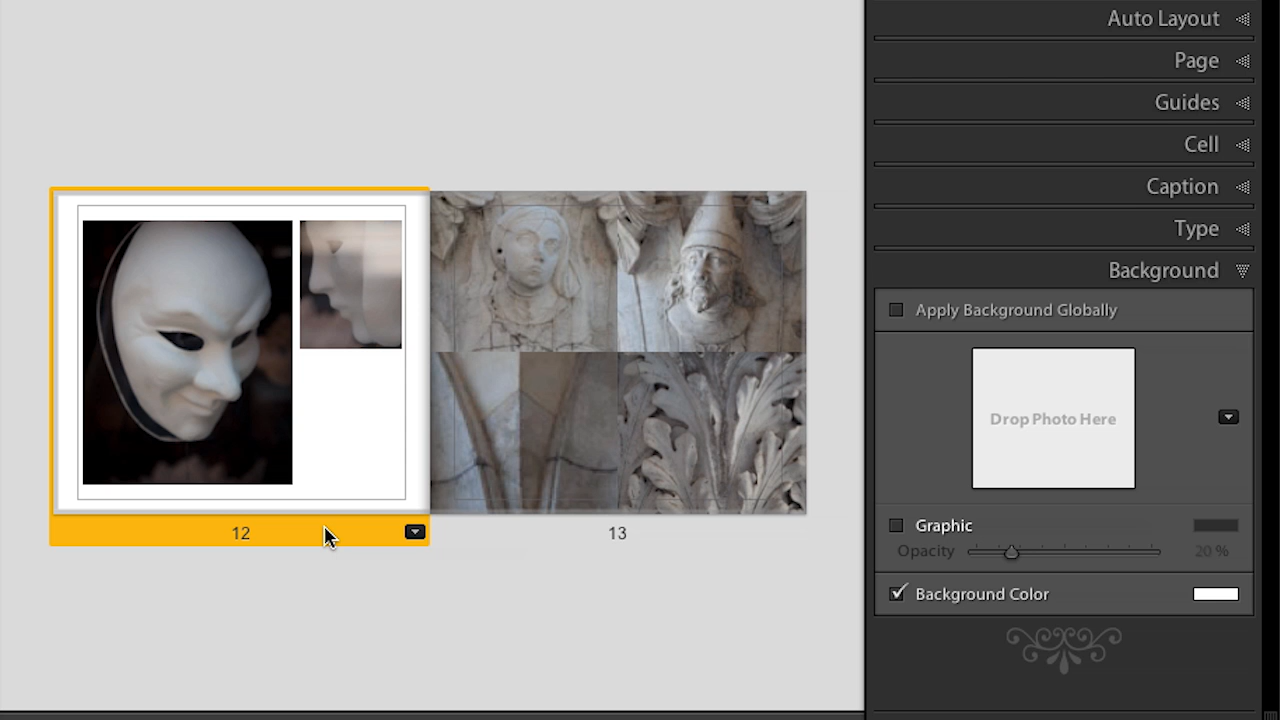 Auto Layout
Page
Guides
Cell
Caption
Type
Background
Apply Background Globally
Drop Photo Here
Graphic
Opacity 20 %
Background Color
12
13